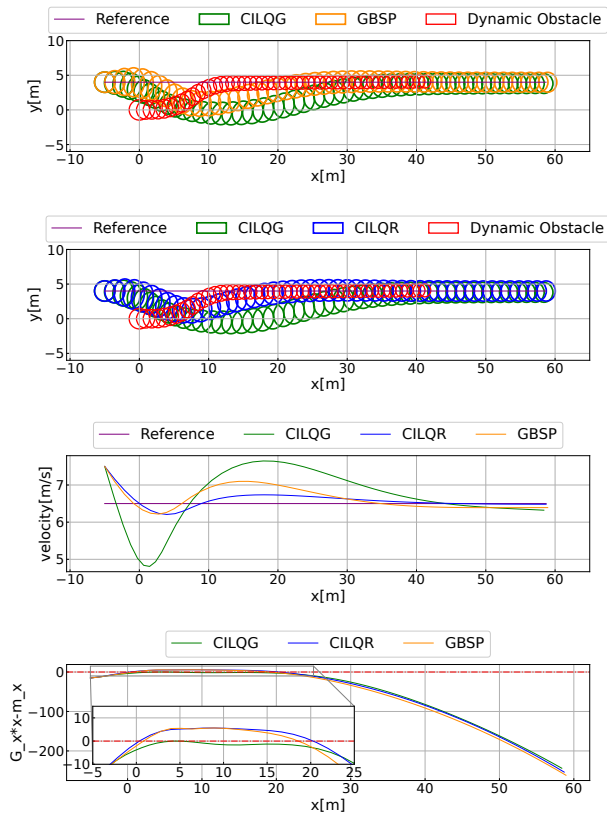 Reference CILQG GBSP Dynamic Obstacle
10
5
0
−5
y[m]
−10 0 10 20 30 40 50 60
x[m]
Reference CILQG CILQR Dynamic Obstacle
10
5
0
−5
y[m]
−10 0 10 20 30 40 50 60
x[m]
Reference CILQG CILQR GBSP
7
6
5
velocity[m/s]
−10 0 10 20 30 40 50 60
x[m]
CILQG CILQR GBSP
0
−100
−200
G_x*x-m_x
10
0
−10
−5 0 5 10 15 20 25
0 10 20 30 40 50 60
x[m]